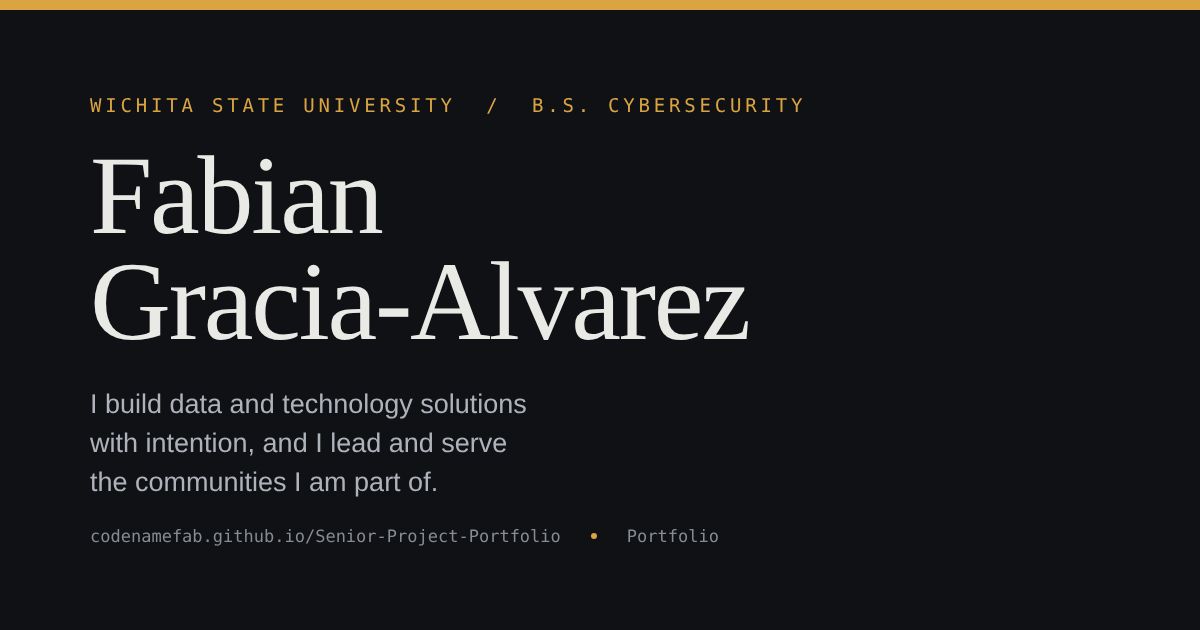 WICHITA STATE UNIVERSITY / B.S. CYBERSECURITY
Fabian
Gracia-Alvarez
I build data and technology solutions
with intention, and I lead and serve
the communities I am part of.
codenamefab.github.io/Senior-Project-Portfolio • Portfolio